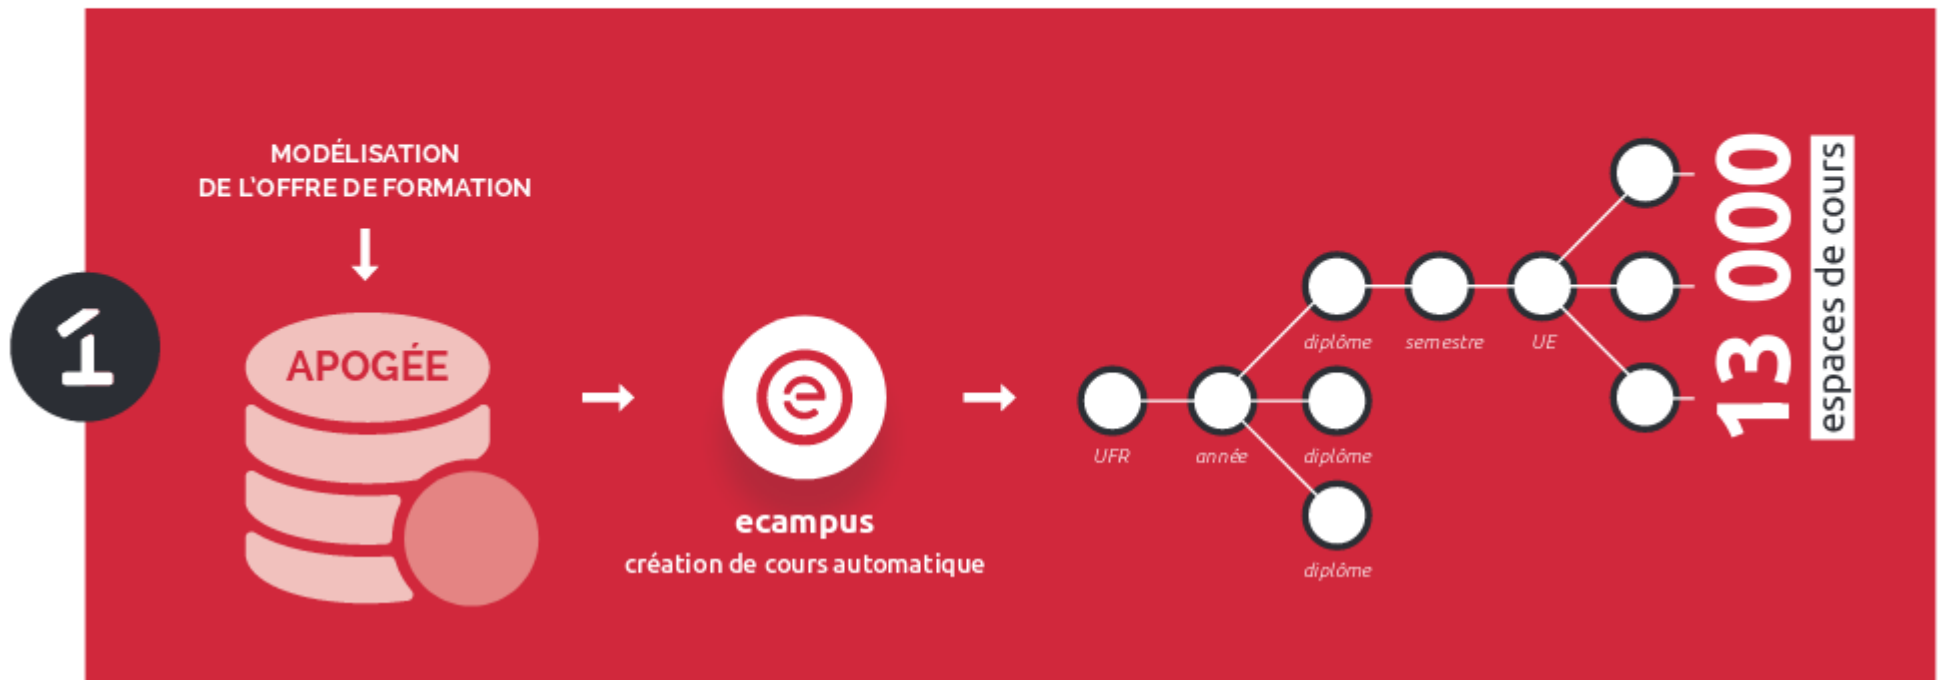 1
MODÉLISATION
DE L'OFFRE DE FORMATION
APOGÉE
e
ecampus
création de cours automatique
UFR
année
diplôme
semestre
UE
diplôme
diplôme
13 000
espaces de cours